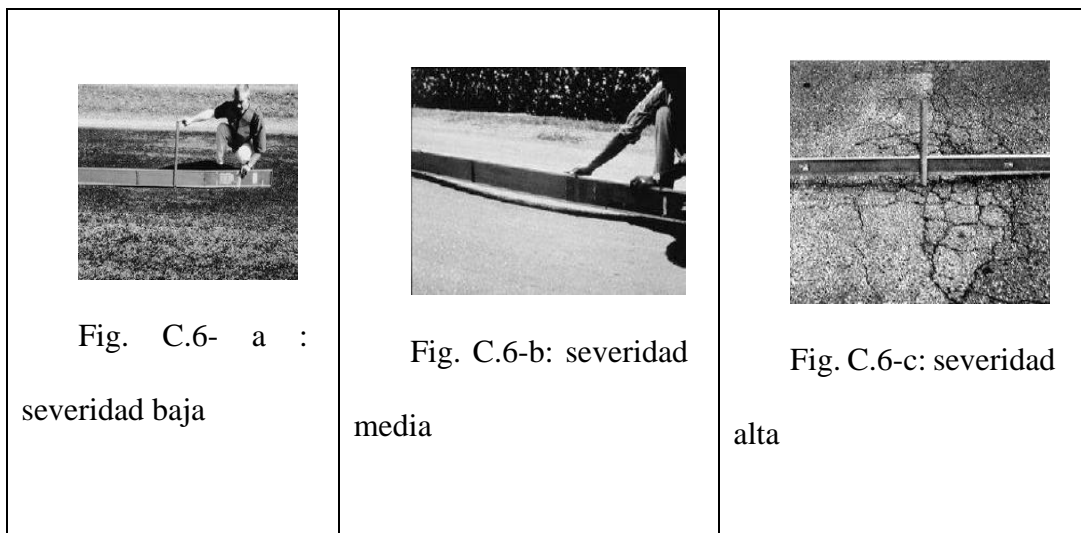 Fig. C.6- a :
severidad baja
Fig. C.6-b: severidad
media
Fig. C.6-c: severidad
alta